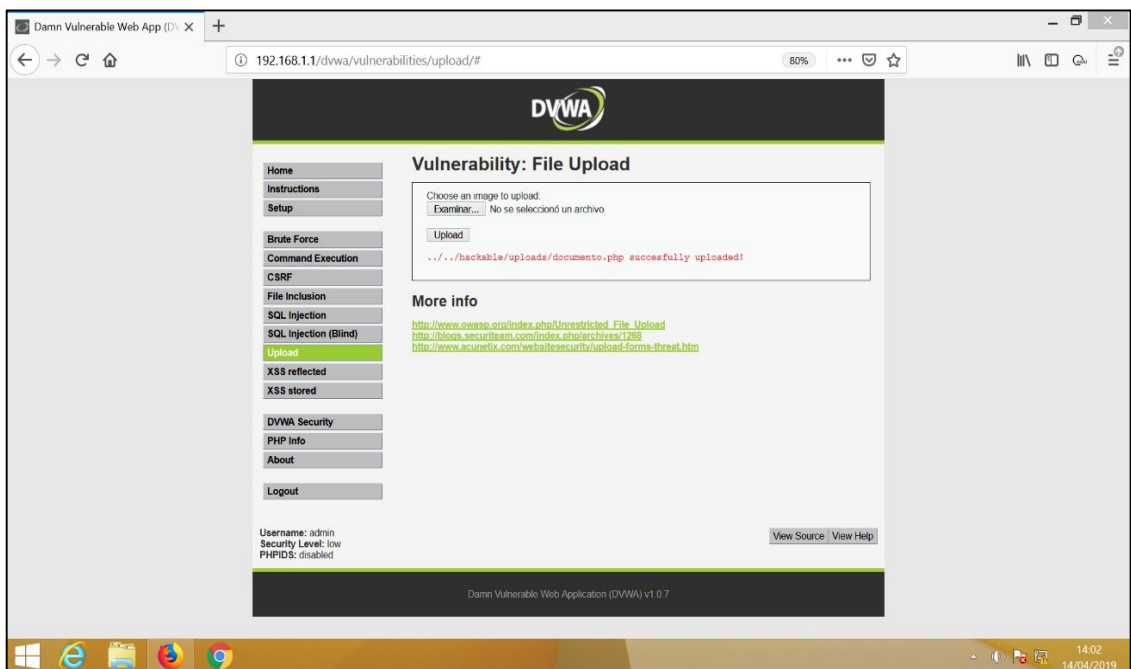 Damn Vulnerable Web App (DV
192.168.1.1/dvwa/vulnerabilities/upload/#
80%
DVWA
Home
Instructions
Setup
Brute Force
Command Execution
CSRF
File Inclusion
SQL Injection
SQL Injection (Blind)
Upload
XSS reflected
XSS stored
DVWA Security
PHP Info
About
Logout
Vulnerability: File Upload
Choose an image to upload:
Examinar... No se seleccionó un archivo.
Upload
../../hackable/uploads/documento.php succesfully uploaded!
More info
http://www.owasp.org/index.php/Unrestricted_File_Upload
http://blogs.securiteam.com/index.php/archives/1268
http://www.acunetix.com/websitesecurity/upload-forms-threat.htm
Username: admin
Security Level: low
PHPIDS: disabled
View Source View Help
Damn Vulnerable Web Application (DVWA) v1.0.7
14:02
14/04/2019